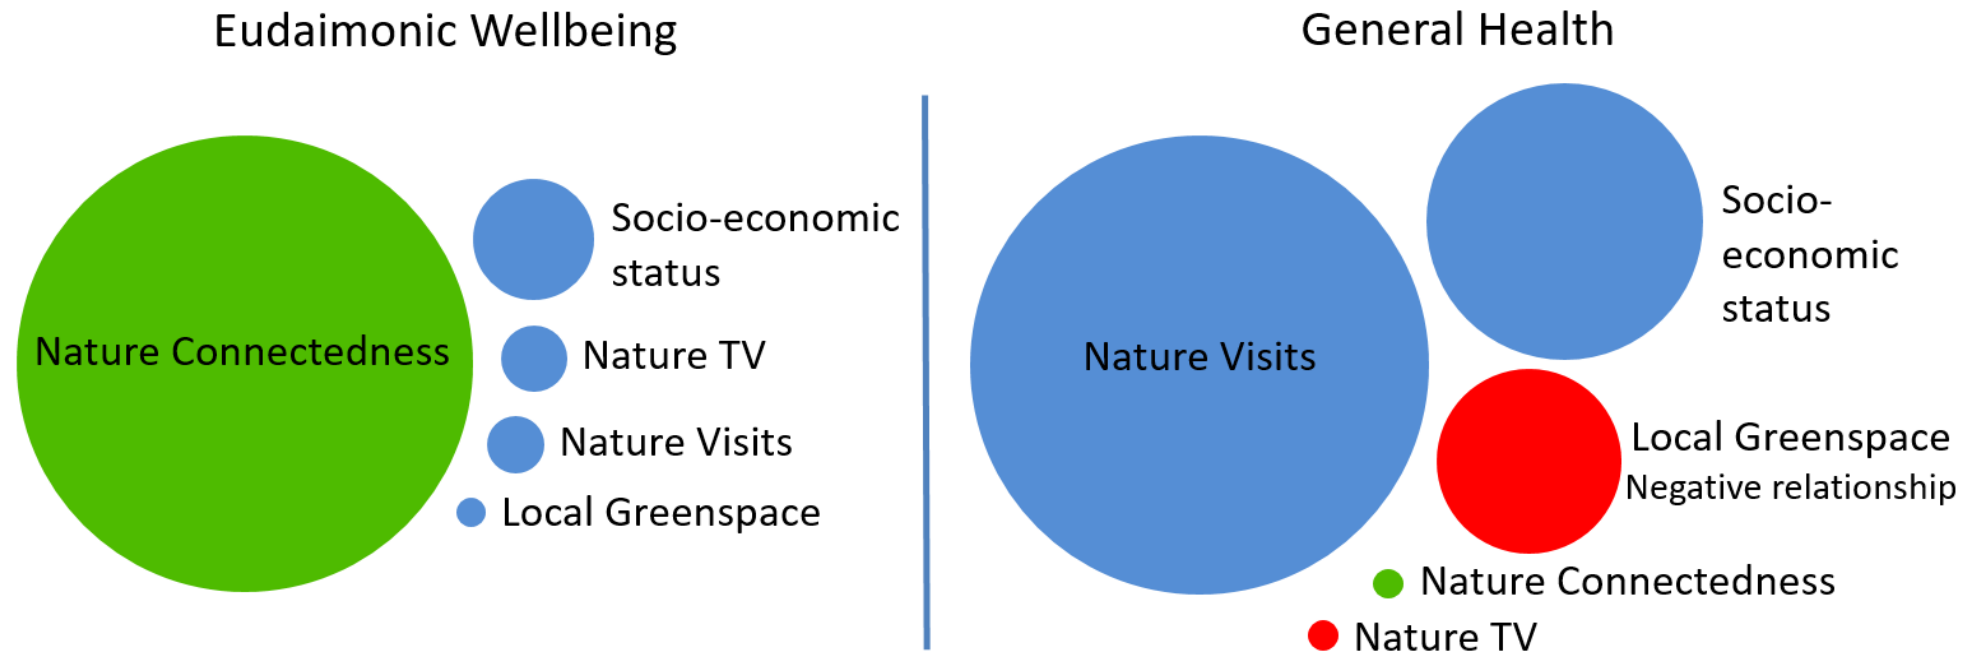 Eudaimonic Wellbeing
Nature Connectedness
Socio-economic
status
Nature TV
Nature Visits
Local Greenspace
General Health
Nature Visits
Socio-
economic
status
Local Greenspace
Negative relationship
Nature Connectedness
Nature TV